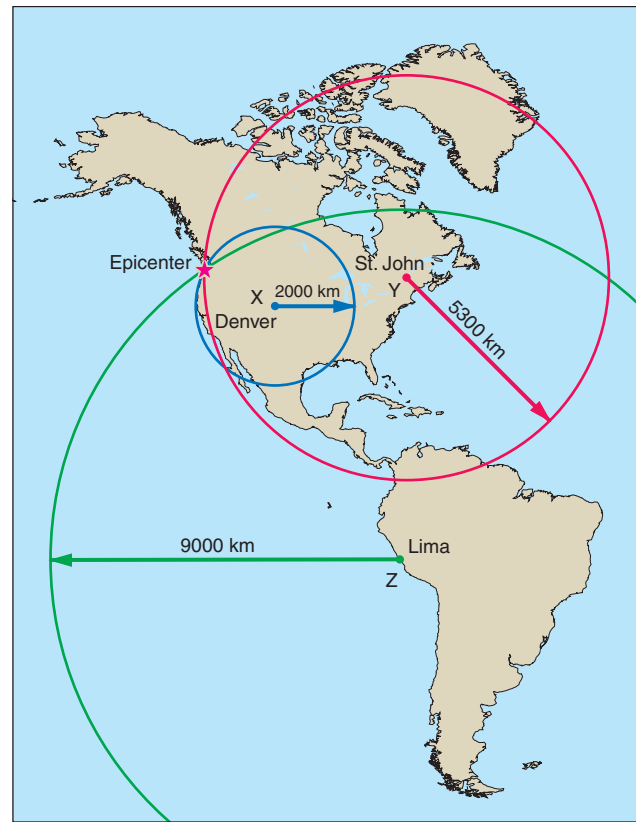 Epicenter
St. John
X
2000 km
Y
Denver
5300 km
9000 km
Lima
Z